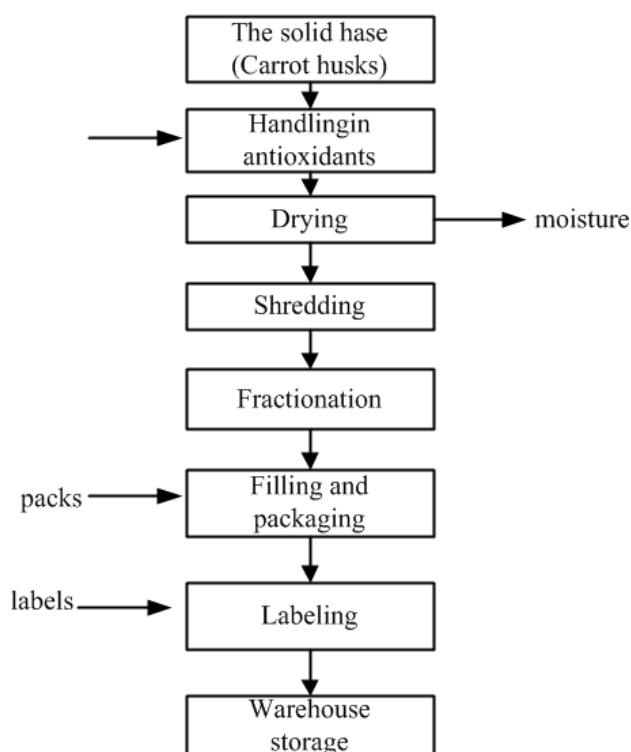 The solid hase
(Carrot husks)
Handlingin
antioxidants
Drying
moisture
Shredding
Fractionation
packs
Filling and
packaging
labels
Labeling
Warehouse
storage